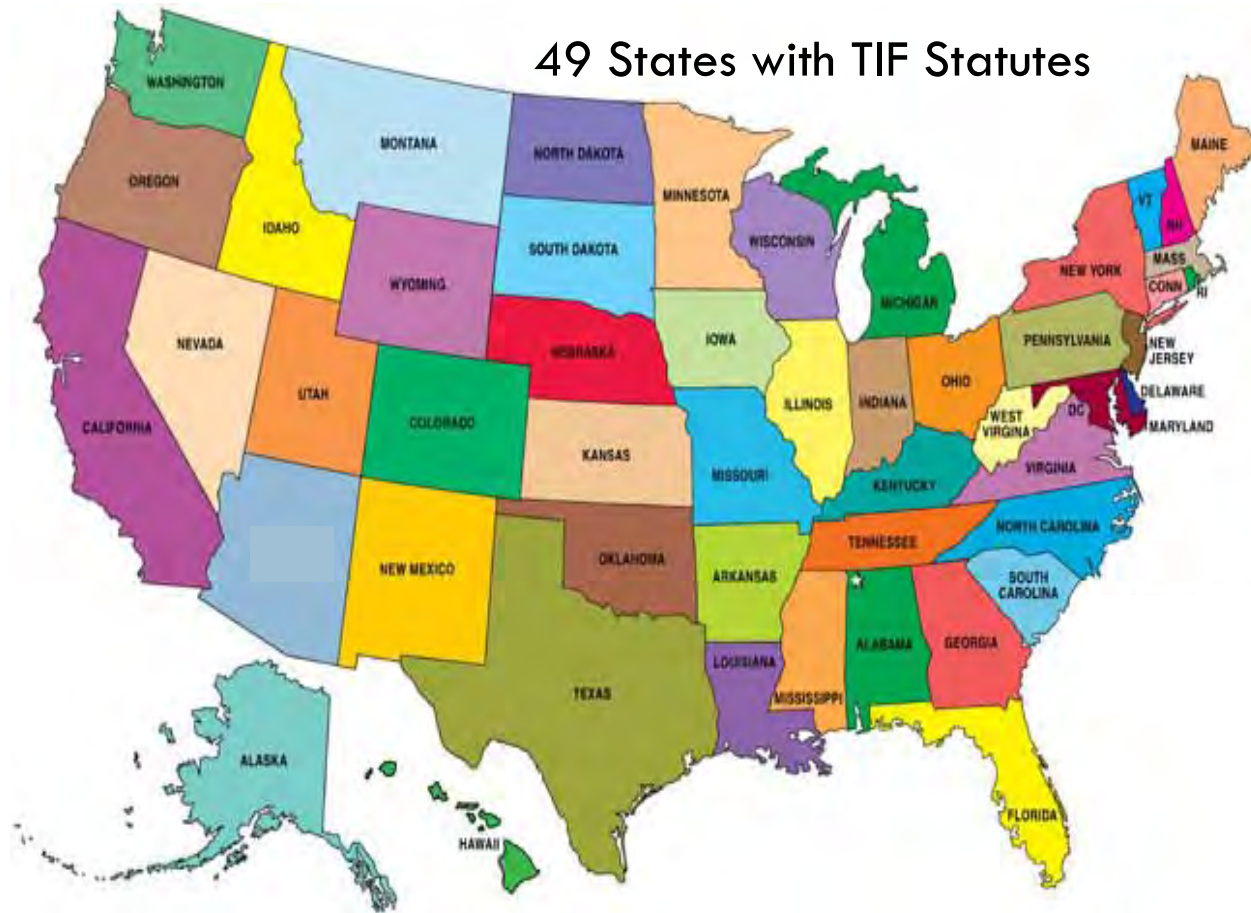 49 States with TIF Statutes
WASHINGTON
MONTANA
NORTH DAKOTA
MINNESOTA
MAINE
OREGON
IDAHO
SOUTH DAKOTA
WISCONSIN
VT
NH
NEW YORK
MASS
CONN
RI
WYOMING
MICHIGAN
NEVADA
NEBRASKA
IOWA
PENNSYLVANIA
NEW
JERSEY
UTAH
COLORADO
ILLINOIS
INDIANA
OHIO
DELAWARE
CALIFORNIA
WEST
VIRGINA
DC
MARYLAND
KANSAS
MISSOURI
KENTUCKY
VIRGINIA
NEW MEXICO
OKLAHOMA
ARKANSAS
TENNESSEE
NORTH CAROLINA
SOUTH
CAROLINA
TEXAS
LOUISIANA
MISSISSIPPI
ALABAMA
GEORGIA
ALASKA
HAWAII
FLORIDA